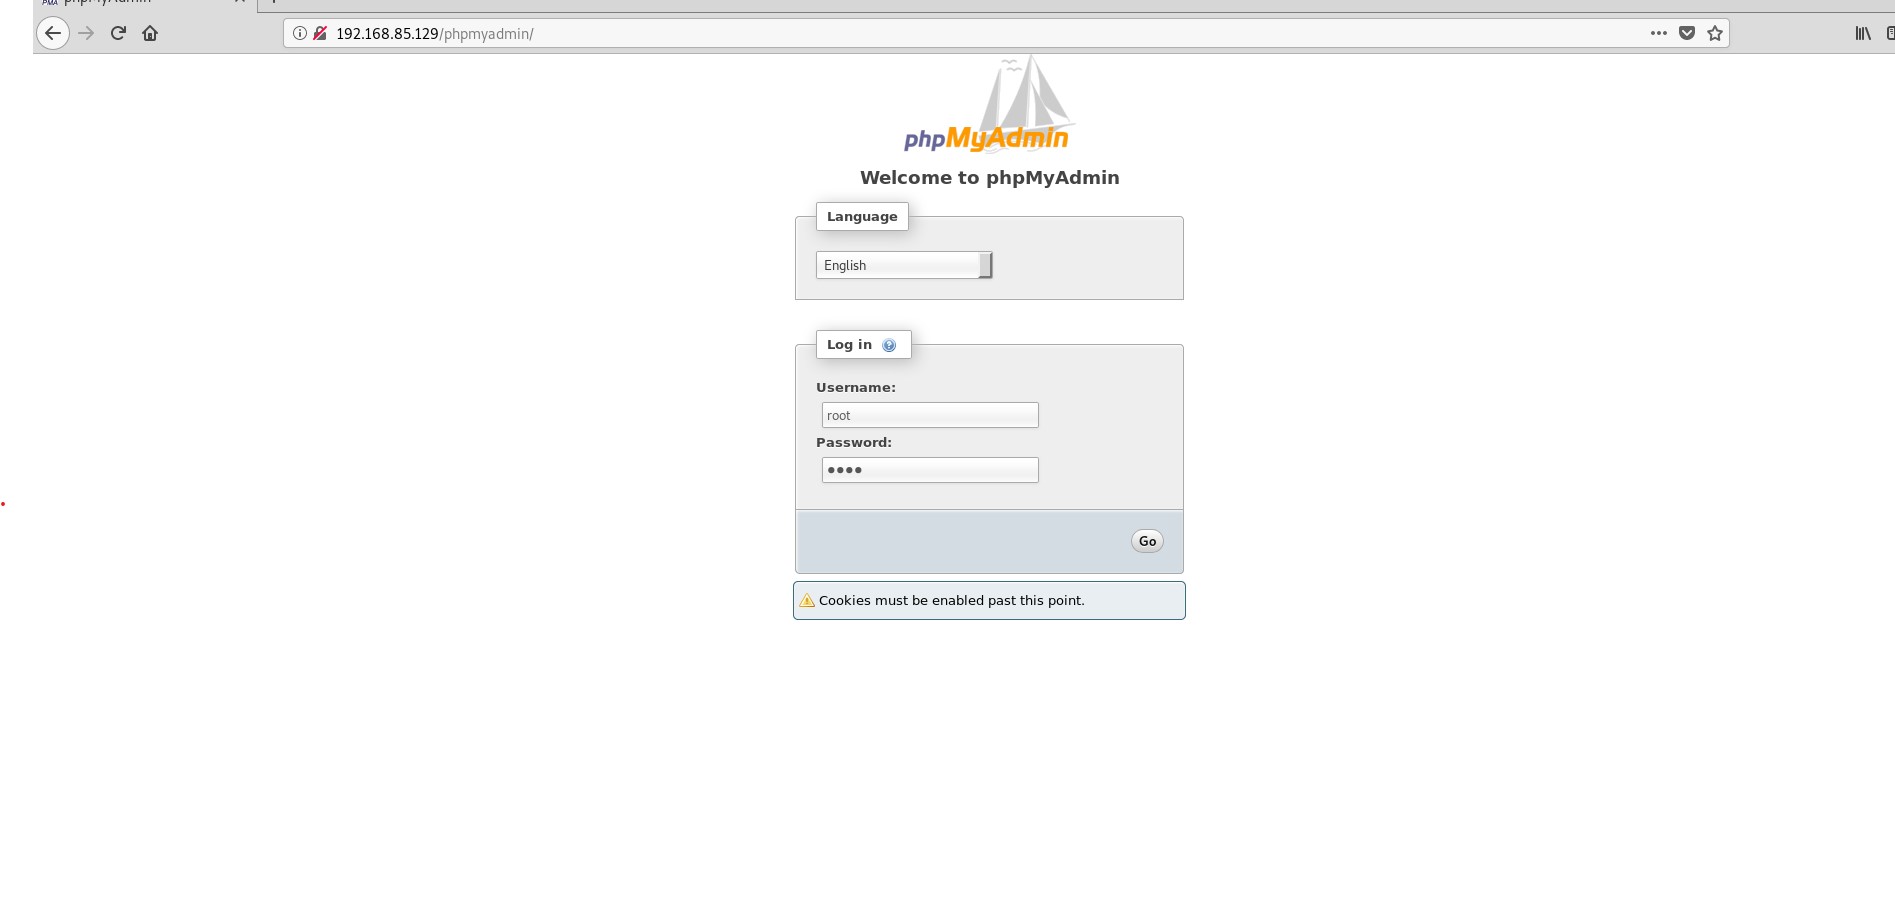 phpMyAdmin
192.168.85.129/phpmyadmin/
phpMyAdmin
Welcome to phpMyAdmin
Language
English
Log in
Username:
root
Password:
••••
Go
Cookies must be enabled past this point.